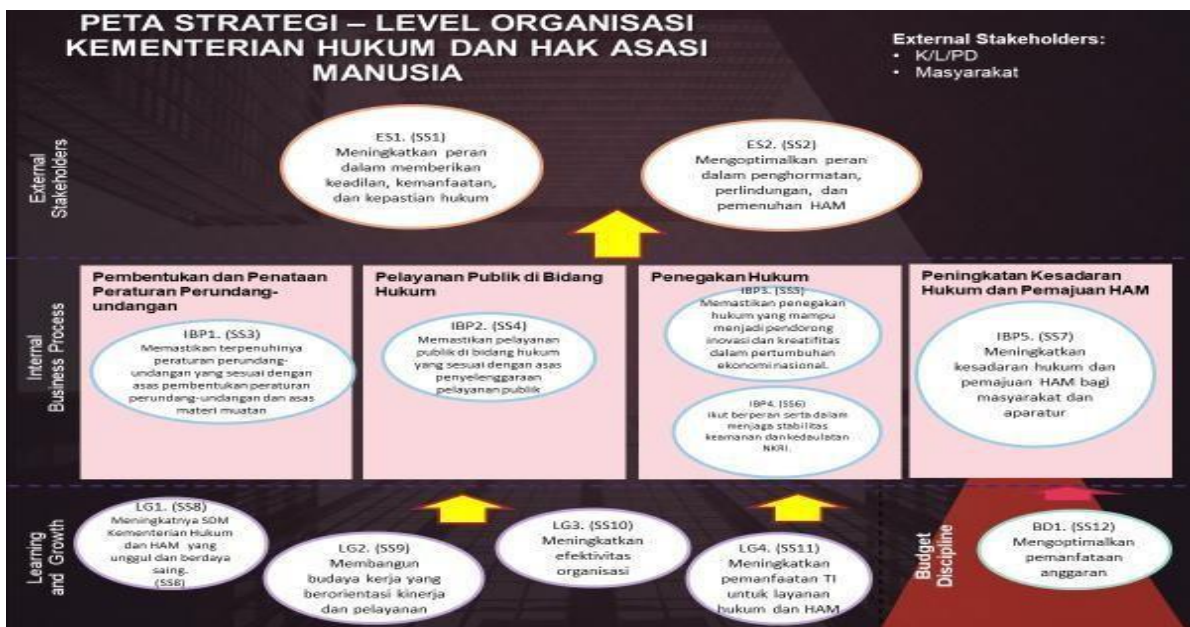 PETA STRATEGI – LEVEL ORGANISASI
KEMENTERIAN HUKUM DAN HAK ASASI
MANUSIA
External Stakeholders:
• K/L/PD
• Masyarakat
External
Stakeholders
ES1. (SS1)
Meningkatkan peran
dalam memberikan
keadilan, kemanfaatan,
dan kepastian hukum
ES2. (SS2)
Mengoptimalkan peran
dalam penghormatan,
perlindungan, dan
pemenuhan HAM
Internal
Business Process
Pembentukan dan Penataan
Peraturan Perundang-
undangan
IBP1. (SS3)
Memastikan terpenuhinya
peraturan perundang-
undangan yang sesuai dengan
asas pembentukan peraturan
perundang-undangan dan asas
materi muatan
Pelayanan Publik di Bidang
Hukum
IBP2. (SS4)
Memastikan pelayanan
publik di bidang hukum
yang sesuai dengan asas
penyelenggaraan
pelayanan publik
Penegakan Hukum
IBP3. (SS5)
Memastikan penegakan
hukum yang mampu
menjadi pendorong
inovasi dan kreatifitas
dalam pertumbuhan
ekonomi nasional.
IBP4. (SS6)
Ikut berperan serta dalam
menjaga stabilitas
keamanan dan kedaulatan
NKRI.
Peningkatan Kesadaran
Hukum dan Pemajuan HAM
IBP5. (SS7)
Meningkatkan
kesadaran hukum dan
pemajuan HAM bagi
masyarakat dan
aparatur
Learning
and Growth
LG1. (SS8)
Meningkatnya SDM
Kementerian Hukum
dan HAM yang
unggul dan berdaya
saing.
(SS8)
LG2. (SS9)
Membangun
budaya kerja yang
berorientasi kinerja
dan pelayanan
LG3. (SS10)
Meningkatkan
efektivitas
organisasi
LG4. (SS11)
Meningkatkan
pemanfaatan TI
untuk layanan
hukum dan HAM
Budget
Discipline
BD1. (SS12)
Mengoptimalkan
pemanfataan
anggaran